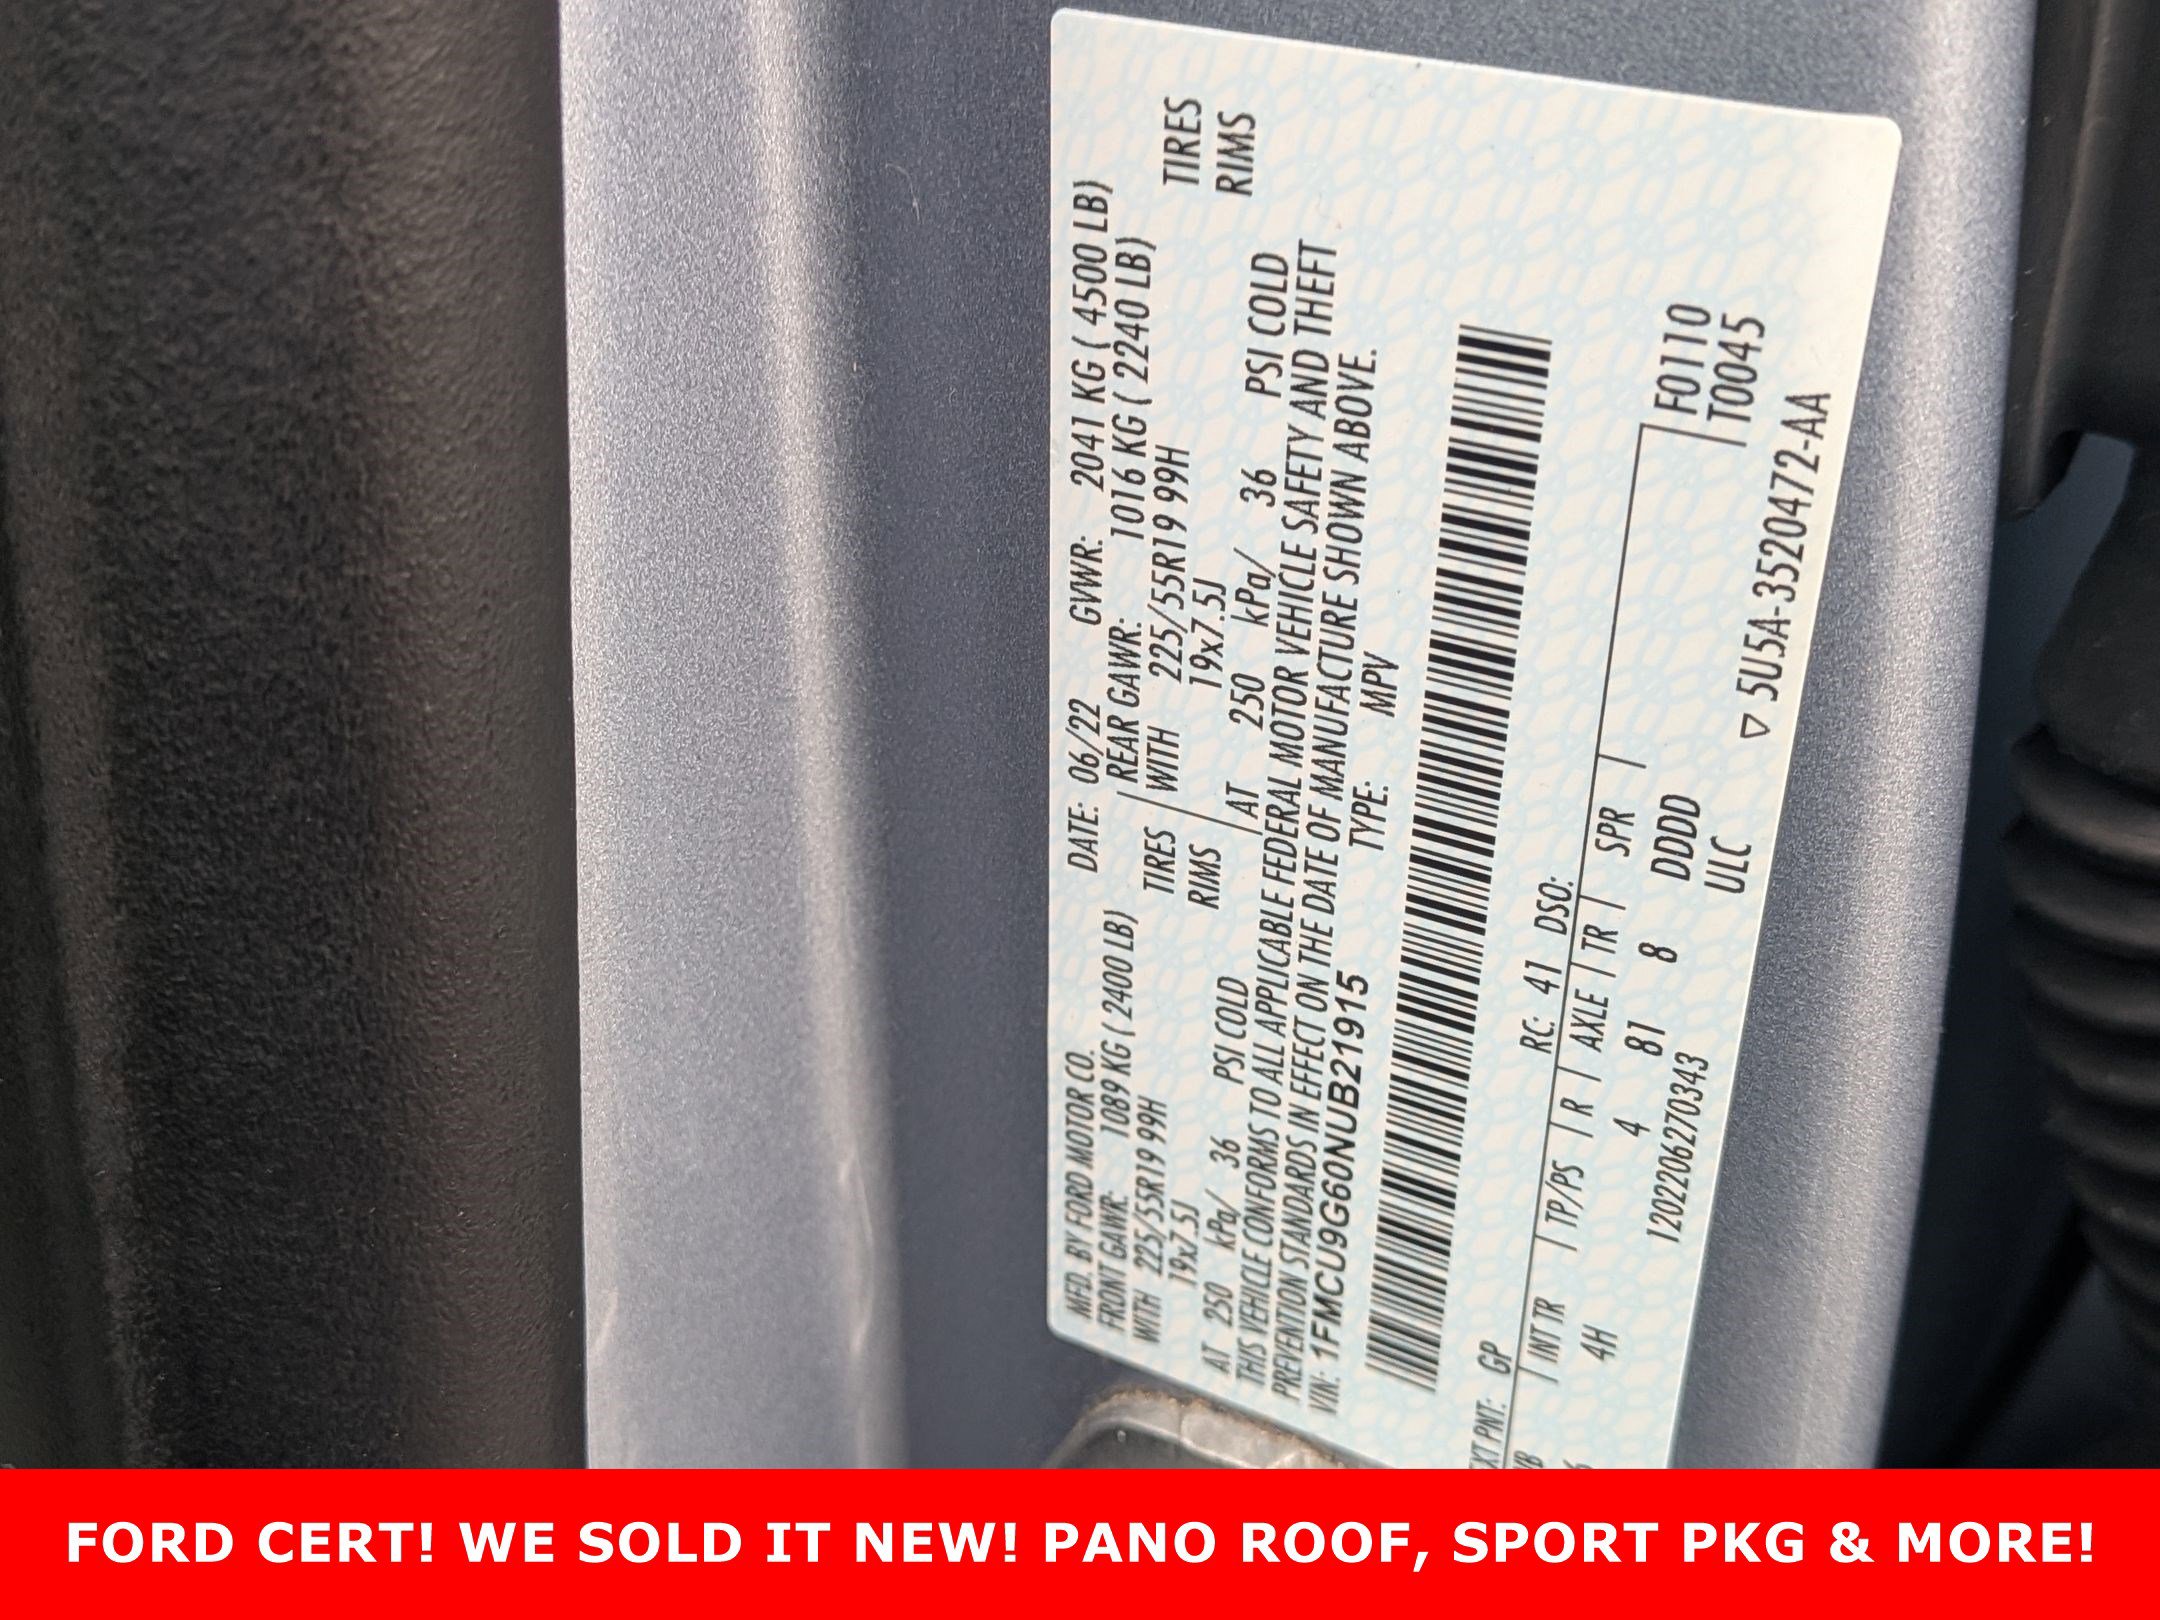 MFD. BY FORD MOTOR CO. DATE: 06/22 GVWR: 2041 KG ( 4500 LB)
FRONT GAWR: 1089 KG ( 2400 LB) REAR GAWR: 1016 KG ( 2240 LB)
WITH 225/55R19 99H TIRES WITH 225/55R19 99H TIRES
19x7.5J RIMS 19x7.5J RIMS
AT 250 kPa/ 36 PSI COLD AT 250 kPa/ 36 PSI COLD
THIS VEHICLE CONFORMS TO ALL APPLICABLE FEDERAL MOTOR VEHICLE SAFETY AND THEFT
PREVENTION STANDARDS IN EFFECT ON THE DATE OF MANUFACTURE SHOWN ABOVE.
VIN: 1FMCU9G60NUB21915 TYPE: MPV
EXT PNT: GP RC: 41 DSO:
INT TR TP/PS R AXLE TR SPR
4H 4 81 8 DDDD F0110
ULC T0045
1202206270343
▽ 5U5A-3520472-AA
FORD CERT! WE SOLD IT NEW! PANO ROOF, SPORT PKG & MORE!